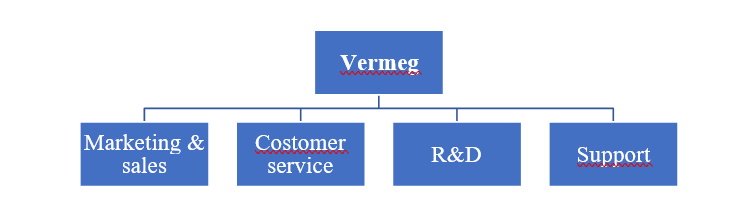 Vermeg
Marketing &
sales
Costomer
service
R&D
Support